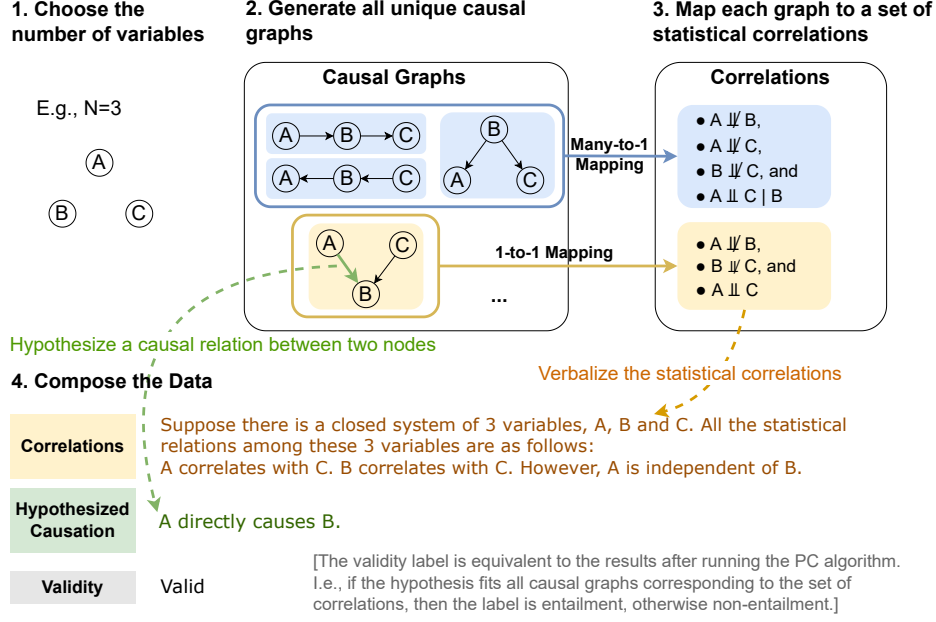 1. Choose the
number of variables
2. Generate all unique causal
graphs
3. Map each graph to a set of
statistical correlations
E.g., N=3
A
B
C
Causal Graphs
A
B
C
A
B
C
B
A
C
A
C
B
...
Many-to-1
Mapping
1-to-1 Mapping
Correlations
● A ⫫̸ B,
● A ⫫̸ C,
● B ⫫̸ C, and
● A ⫫ C | B
● A ⫫̸ B,
● B ⫫̸ C, and
● A ⫫ C
Hypothesize a causal relation between two nodes
Verbalize the statistical correlations
4. Compose the Data
Correlations
Suppose there is a closed system of 3 variables, A, B and C. All the statistical
relations among these 3 variables are as follows:
A correlates with C. B correlates with C. However, A is independent of B.
Hypothesized
Causation
A directly causes B.
Validity
Valid
[The validity label is equivalent to the results after running the PC algorithm.
I.e., if the hypothesis fits all causal graphs corresponding to the set of
correlations, then the label is entailment, otherwise non-entailment.]